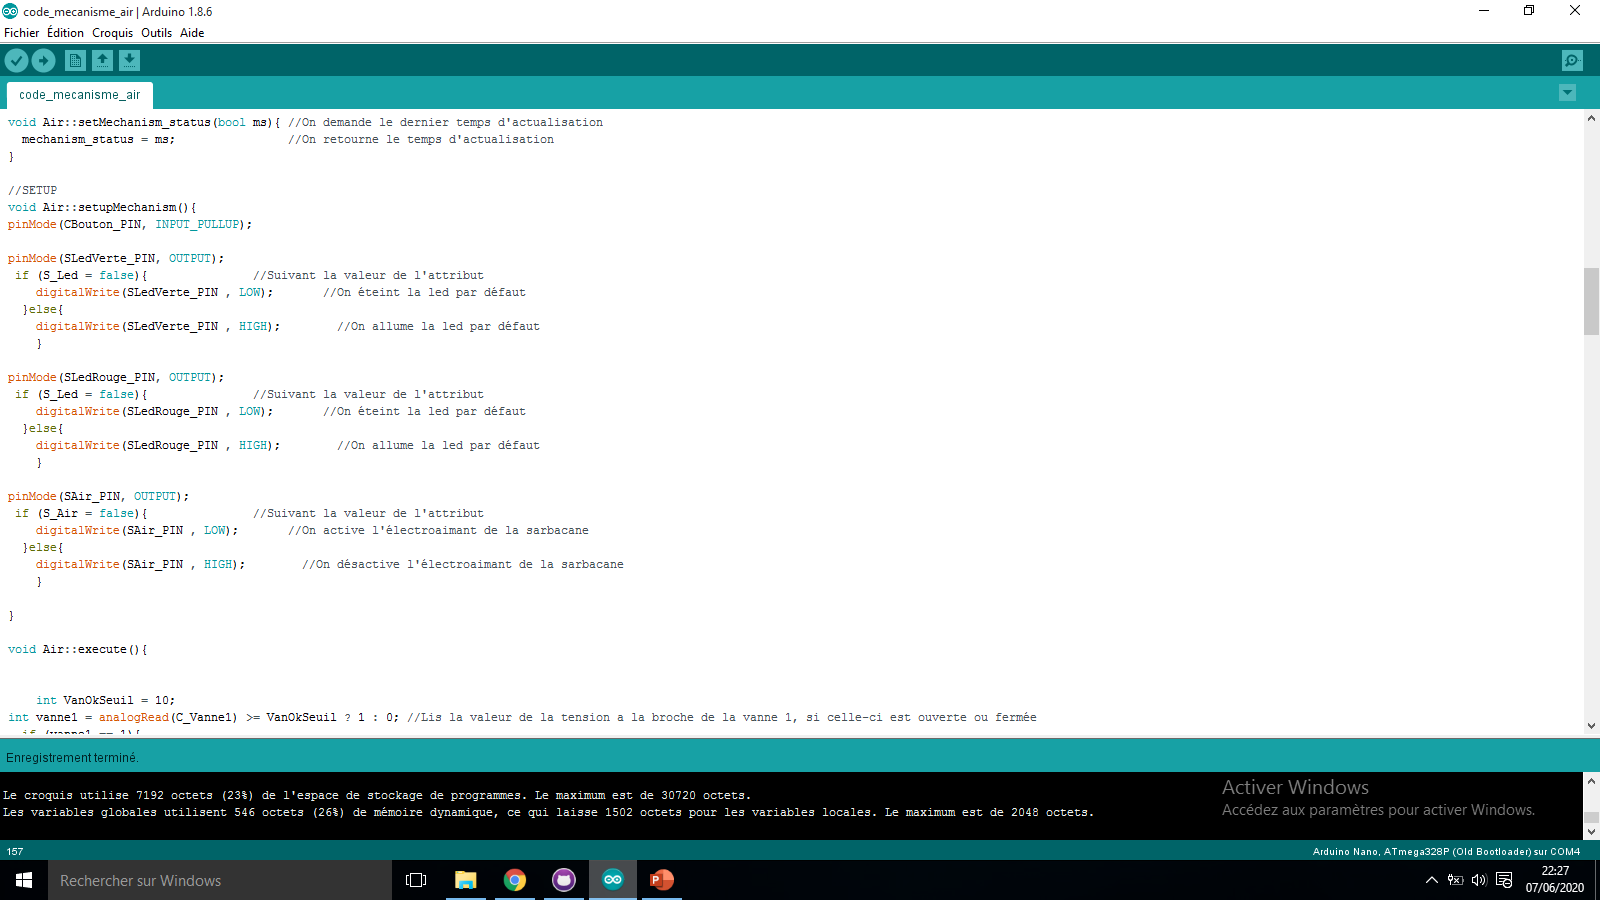 code_mecanisme_air | Arduino 1.8.6
Fichier Édition Croquis Outils Aide
code_mecanisme_air
void Air::setMechanism_status(bool ms){ //On demande le dernier temps d'actualisation
mechanism_status = ms; //On retourne le temps d'actualisation
}
//SETUP
void Air::setupMechanism(){
pinMode(CBouton_PIN, INPUT_PULLUP);
pinMode(SLedVerte_PIN, OUTPUT);
if (S_Led = false){ //Suivant la valeur de l'attribut
digitalWrite(SLedVerte_PIN , LOW); //On éteint la led par défaut
}else{
digitalWrite(SLedVerte_PIN , HIGH); //On allume la led par défaut
}
pinMode(SLedRouge_PIN, OUTPUT);
if (S_Led = false){ //Suivant la valeur de l'attribut
digitalWrite(SLedRouge_PIN , LOW); //On éteint la led par défaut
}else{
digitalWrite(SLedRouge_PIN , HIGH); //On allume la led par défaut
}
pinMode(SAir_PIN, OUTPUT);
if (S_Air = false){ //Suivant la valeur de l'attribut
digitalWrite(SAir_PIN , LOW); //On active l'électroaimant de la sarbacane
}else{
digitalWrite(SAir_PIN , HIGH); //On désactive l'électroaimant de la sarbacane
}
}
void Air::execute(){
int VanOkSeuil = 10;
int vanne1 = analogRead(C_Vanne1) >= VanOkSeuil ? 1 : 0; //Lis la valeur de la tension a la broche de la vanne 1, si celle-ci est ouverte ou fermée
if (vanne1 == 1){
Enregistrement terminé.
Le croquis utilise 7192 octets (23%) de l'espace de stockage de programmes. Le maximum est de 30720 octets.
Les variables globales utilisent 546 octets (26%) de mémoire dynamique, ce qui laisse 1502 octets pour les variables locales. Le maximum est de 2048 octets.
Activer Windows
Accédez aux paramètres pour activer Windows.
157
Arduino Nano, ATmega328P (Old Bootloader) sur COM4
Rechercher sur Windows
22:27
07/06/2020